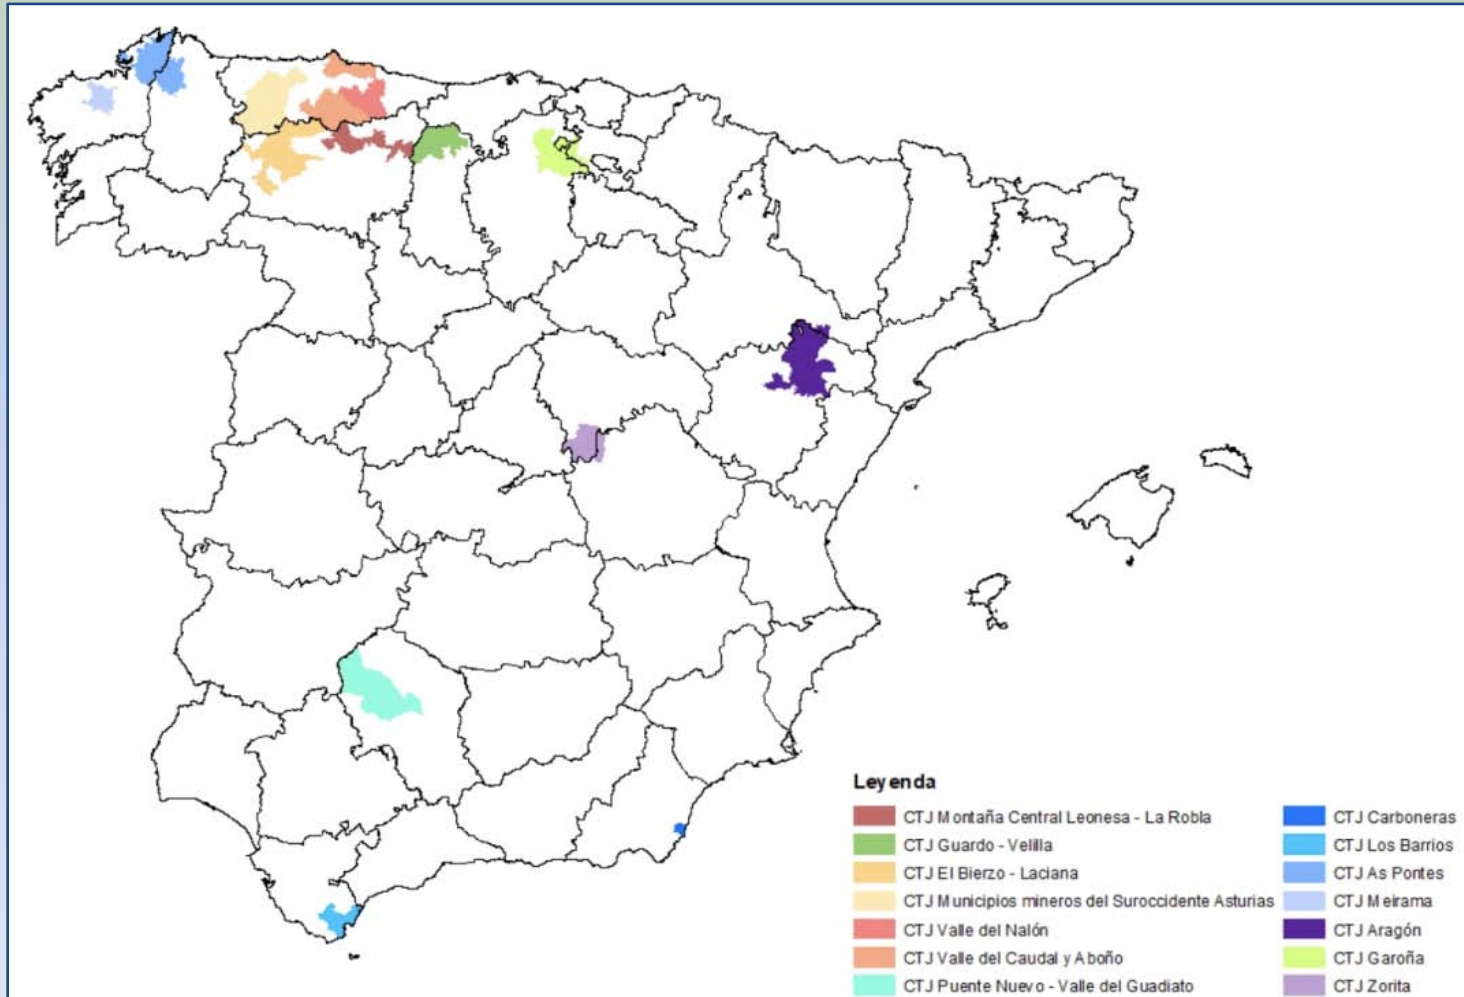 Leyenda
CTJ Montaña Central Leonesa - La Robla
CTJ Guardo - Velilla
CTJ El Bierzo - Laciana
CTJ Municipios mineros del Suroccidente Asturias
CTJ Valle del Nalón
CTJ Valle del Caudal y Aboño
CTJ Puente Nuevo - Valle del Guadiato
CTJ Carboneras
CTJ Los Barrios
CTJ As Pontes
CTJ Meirama
CTJ Aragón
CTJ Garoña
CTJ Zorita